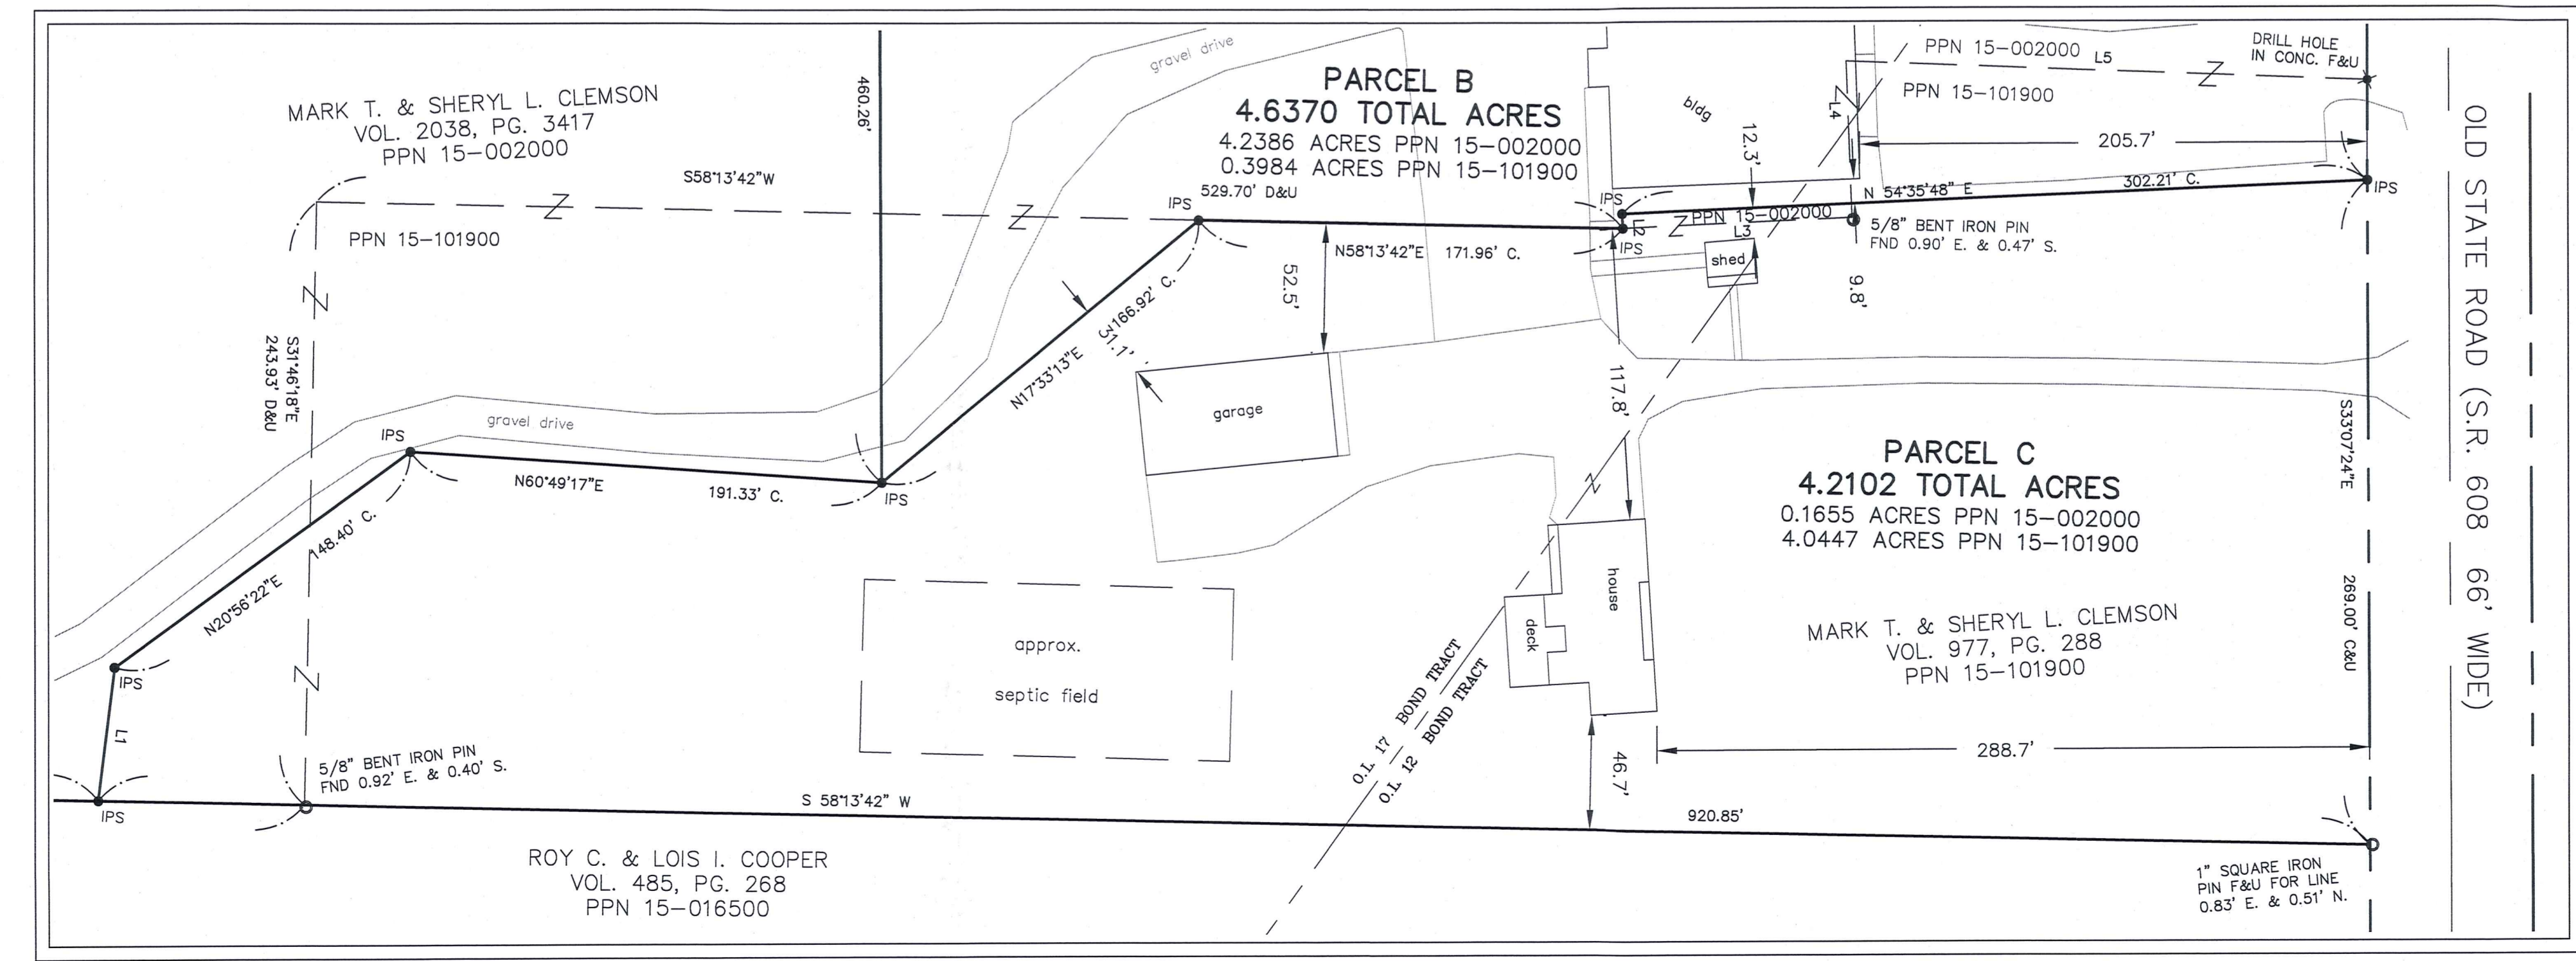 MARK T. & SHERYL L. CLEMSON
VOL. 2038, PG. 3417
PPN 15-002000
460.26'
gravel drive
PARCEL B
4.6370 TOTAL ACRES
4.2386 ACRES PPN 15-002000
0.3984 ACRES PPN 15-101900
bldg
12.3'
L4
PPN 15-002000
L5
PPN 15-101900
DRILL HOLE
IN CONC. F&U
205.7'
OLD STATE ROAD (S.R. 608 66' WIDE)
S58°13'42"W
529.70' D&U
IPS
PPN 15-101900
S31°46'18"E
243.93' D&U
IPS
N 54°35'48" E
302.21' C.
IPS
PPN 15-002000
L2
L3
IPS
5/8" BENT IRON PIN
FND 0.90' E. & 0.47' S.
N58°13'42"E 171.96' C.
shed
9.8'
52.5'
N17°33'13"E
166.92' C.
31.1'
garage
117.8'
gravel drive
IPS
N60°49'17"E
191.33' C.
IPS
148.40' C.
N20°56'22"E
IPS
L1
IPS
PARCEL C
4.2102 TOTAL ACRES
0.1655 ACRES PPN 15-002000
4.0447 ACRES PPN 15-101900
S33°07'24"E
269.00' C&U
house
deck
approx.
septic field
MARK T. & SHERYL L. CLEMSON
VOL. 977, PG. 288
PPN 15-101900
O.L. 17 BOND TRACT
O.L. 12 BOND TRACT
288.7'
46.7'
5/8" BENT IRON PIN
FND 0.92' E. & 0.40' S.
S 58°13'42" W
920.85'
ROY C. & LOIS I. COOPER
VOL. 485, PG. 268
PPN 15-016500
1" SQUARE IRON
PIN F&U FOR LINE
0.83' E. & 0.51' N.